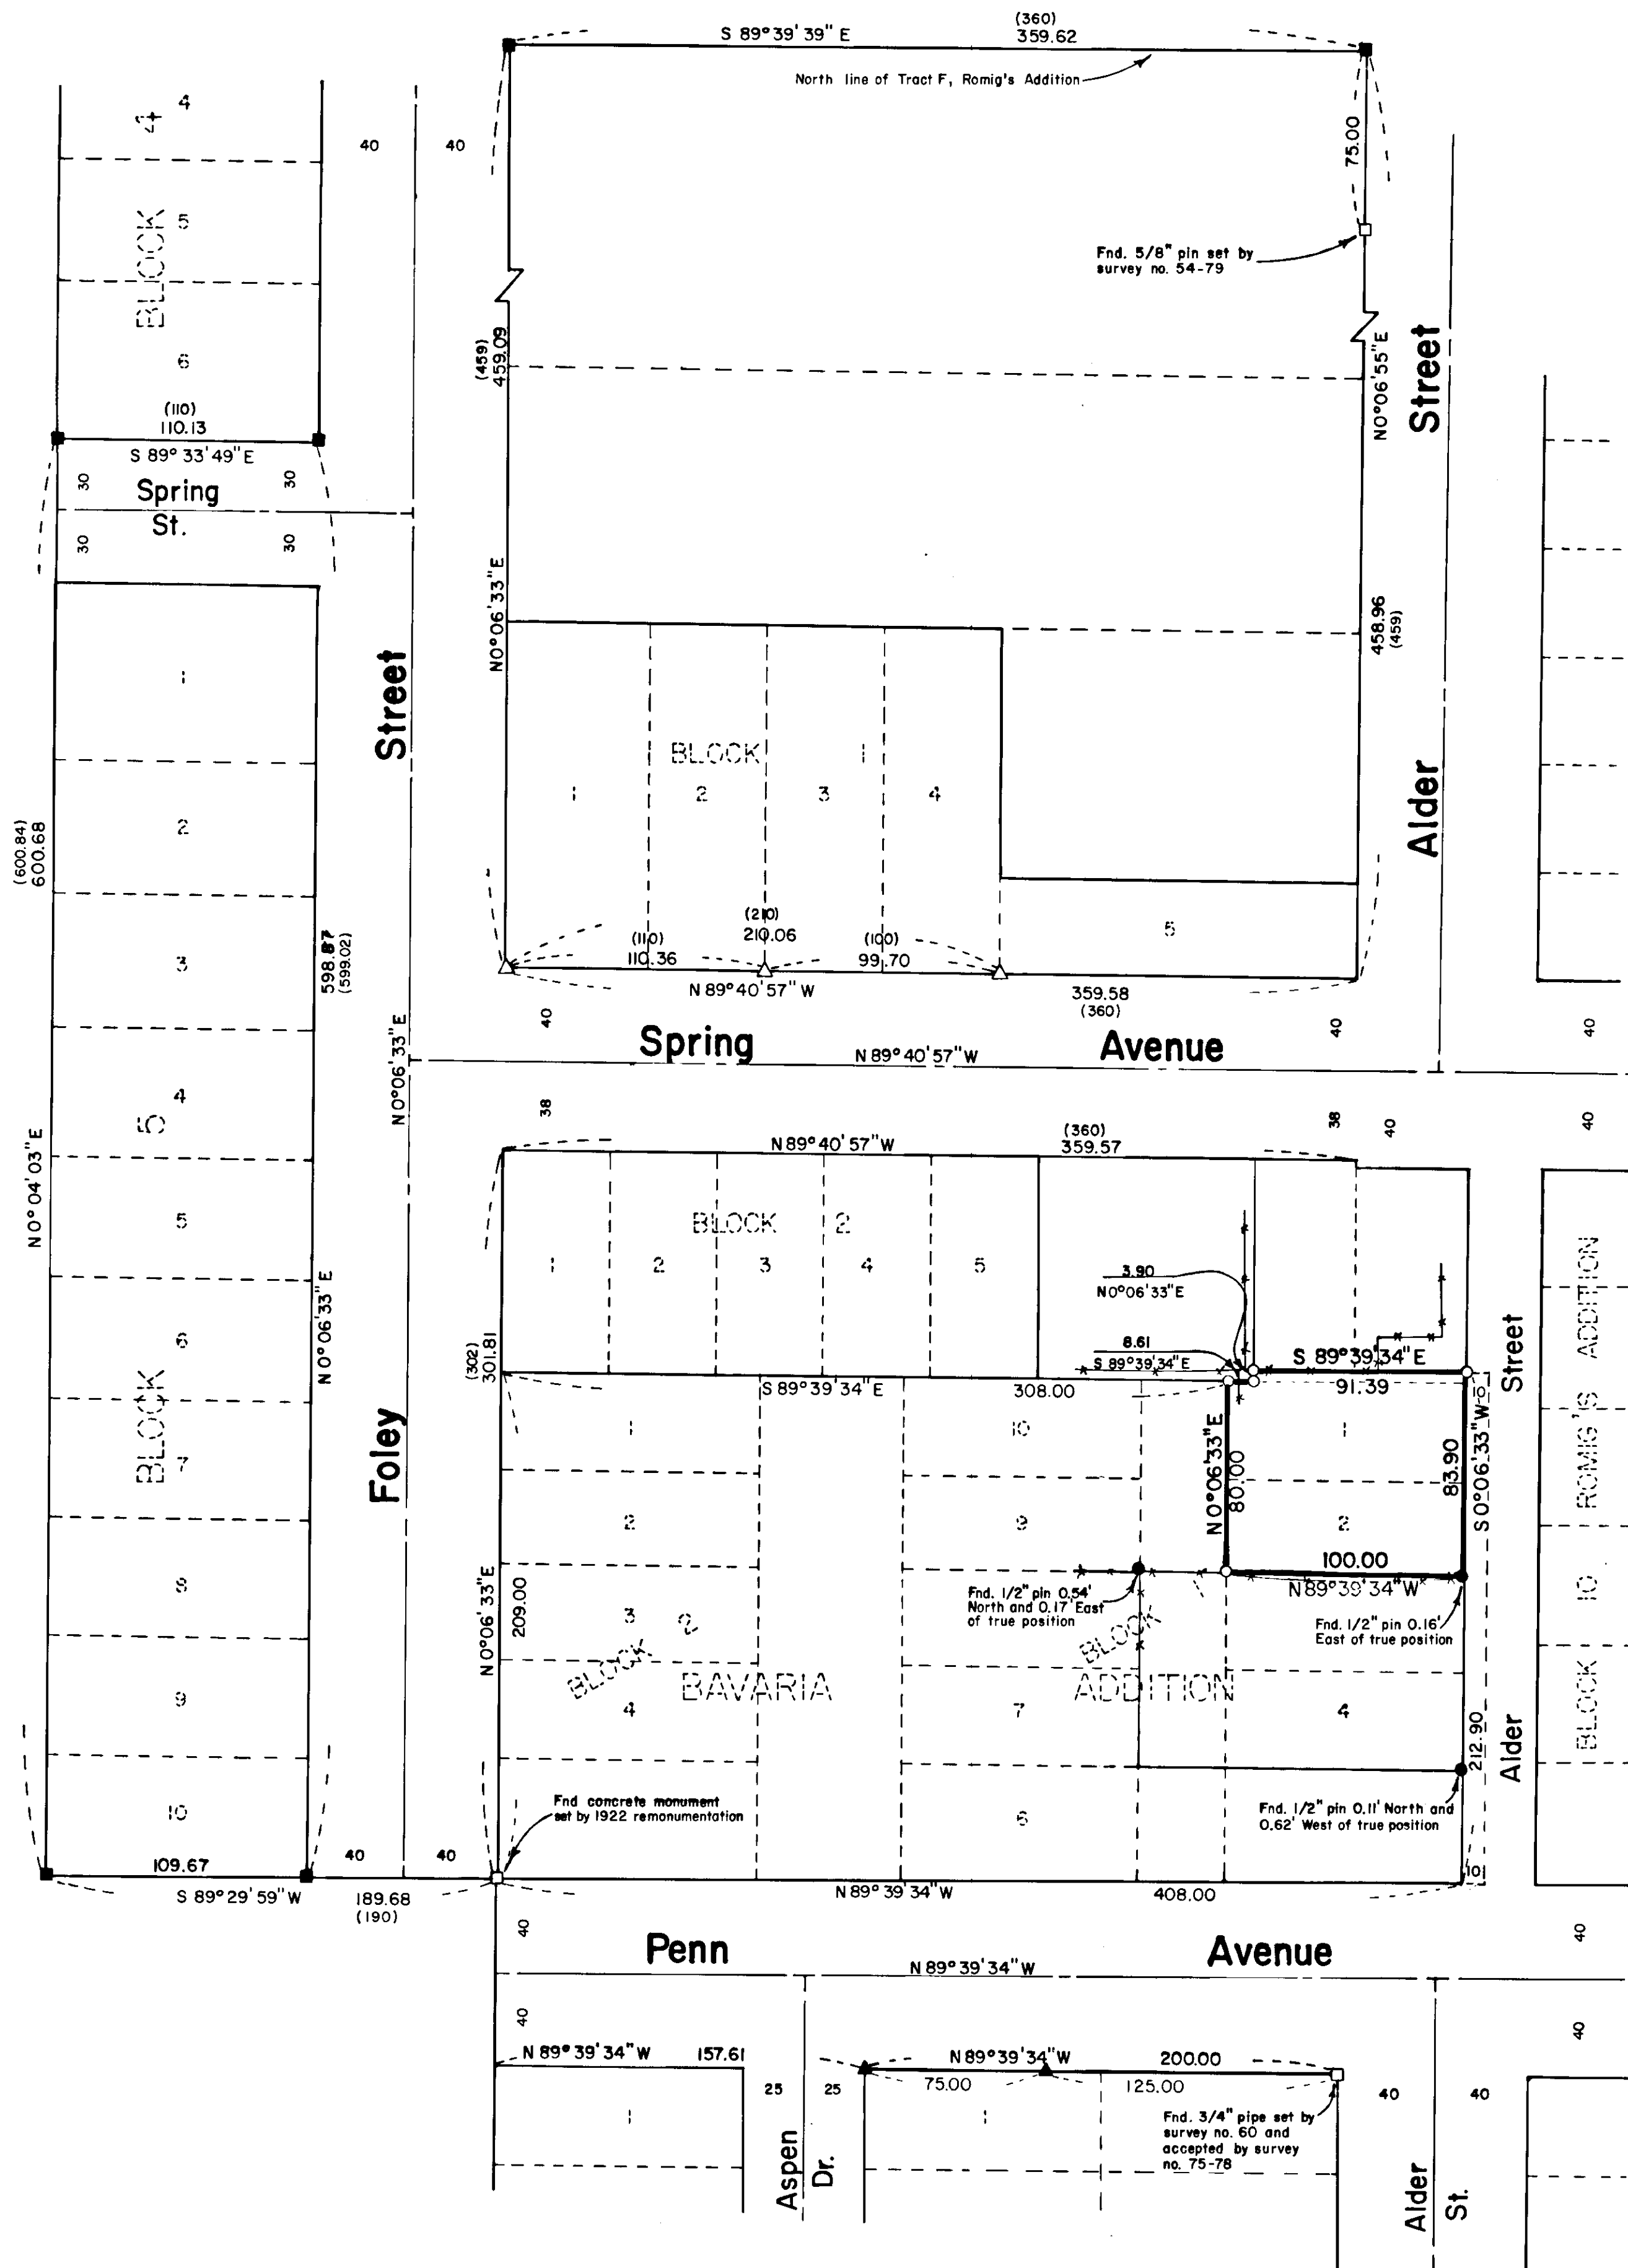 (360)
S 89°39'39" E 359.62
North line of Tract F, Romig's Addition
4
4
BLOCK
5
6
40 40
75.00
Fnd. 5/8" pin set by
survey no. 54-79
(459)
459.09
N0°06'55"E
Street
(110)
110.13
S 89° 33'49" E
30 30
Spring
St.
30 30
N0°06'33"E
458.96
(459)
1
2
3
4
5
5
6
7
8
9
10
BLOCK
Street
BLOCK 1
1 2 3 4
5
Alder
(600.84)
600.68
598.87
(599.02)
(210)
210.06
(110)
110.36
(100)
99.70
N 89°40'57" W
359.58
(360)
N0°06'33"E
40 40 40
Spring Avenue
N 89°40'57" W
38 38 40 40
N 0° 04'03" E
N89°40'57" W
(360)
359.57
BLOCK 2
1 2 3 4 5
3.90
N0°06'33"E
8.61
S 89°39'34"E
S 89°39'34"E
91.39
10
N0°06'33" E
(302)
301.81
S 89°39'34" E
308.00
Street
BLOCK 10 ROMIG'S ADDITION
Foley
1
10
1
N0°06'33"E
80.00
83.90
S 0°06'33"W
2
9
2
100.00
N89°39'34"W
N0°06'33"E
209.00
3
Fnd. 1/2" pin 0.54'
North and 0.17' East
of true position
Fnd. 1/2" pin 0.16'
East of true position
BLOCK 2
BLOCK 1
BAVARIA ADDITION
4
7
4
212.90
Alder
6
Fnd concrete monument
set by 1922 remonumentation
Fnd. 1/2" pin 0.11' North and
0.62' West of true position
109.67
40 40
10
S 89°29'59"W
189.68
(190)
N89°39'34"W
408.00
40
40
Penn Avenue
N 89°39'34" W
40
40
N 89°39'34" W 157.61
N89°39'34"W 200.00
25 25
75.00
125.00
40 40
1
1
Fnd. 3/4" pipe set by
survey no. 60 and
accepted by survey
no. 75-78
Aspen
Dr.
Alder
St.